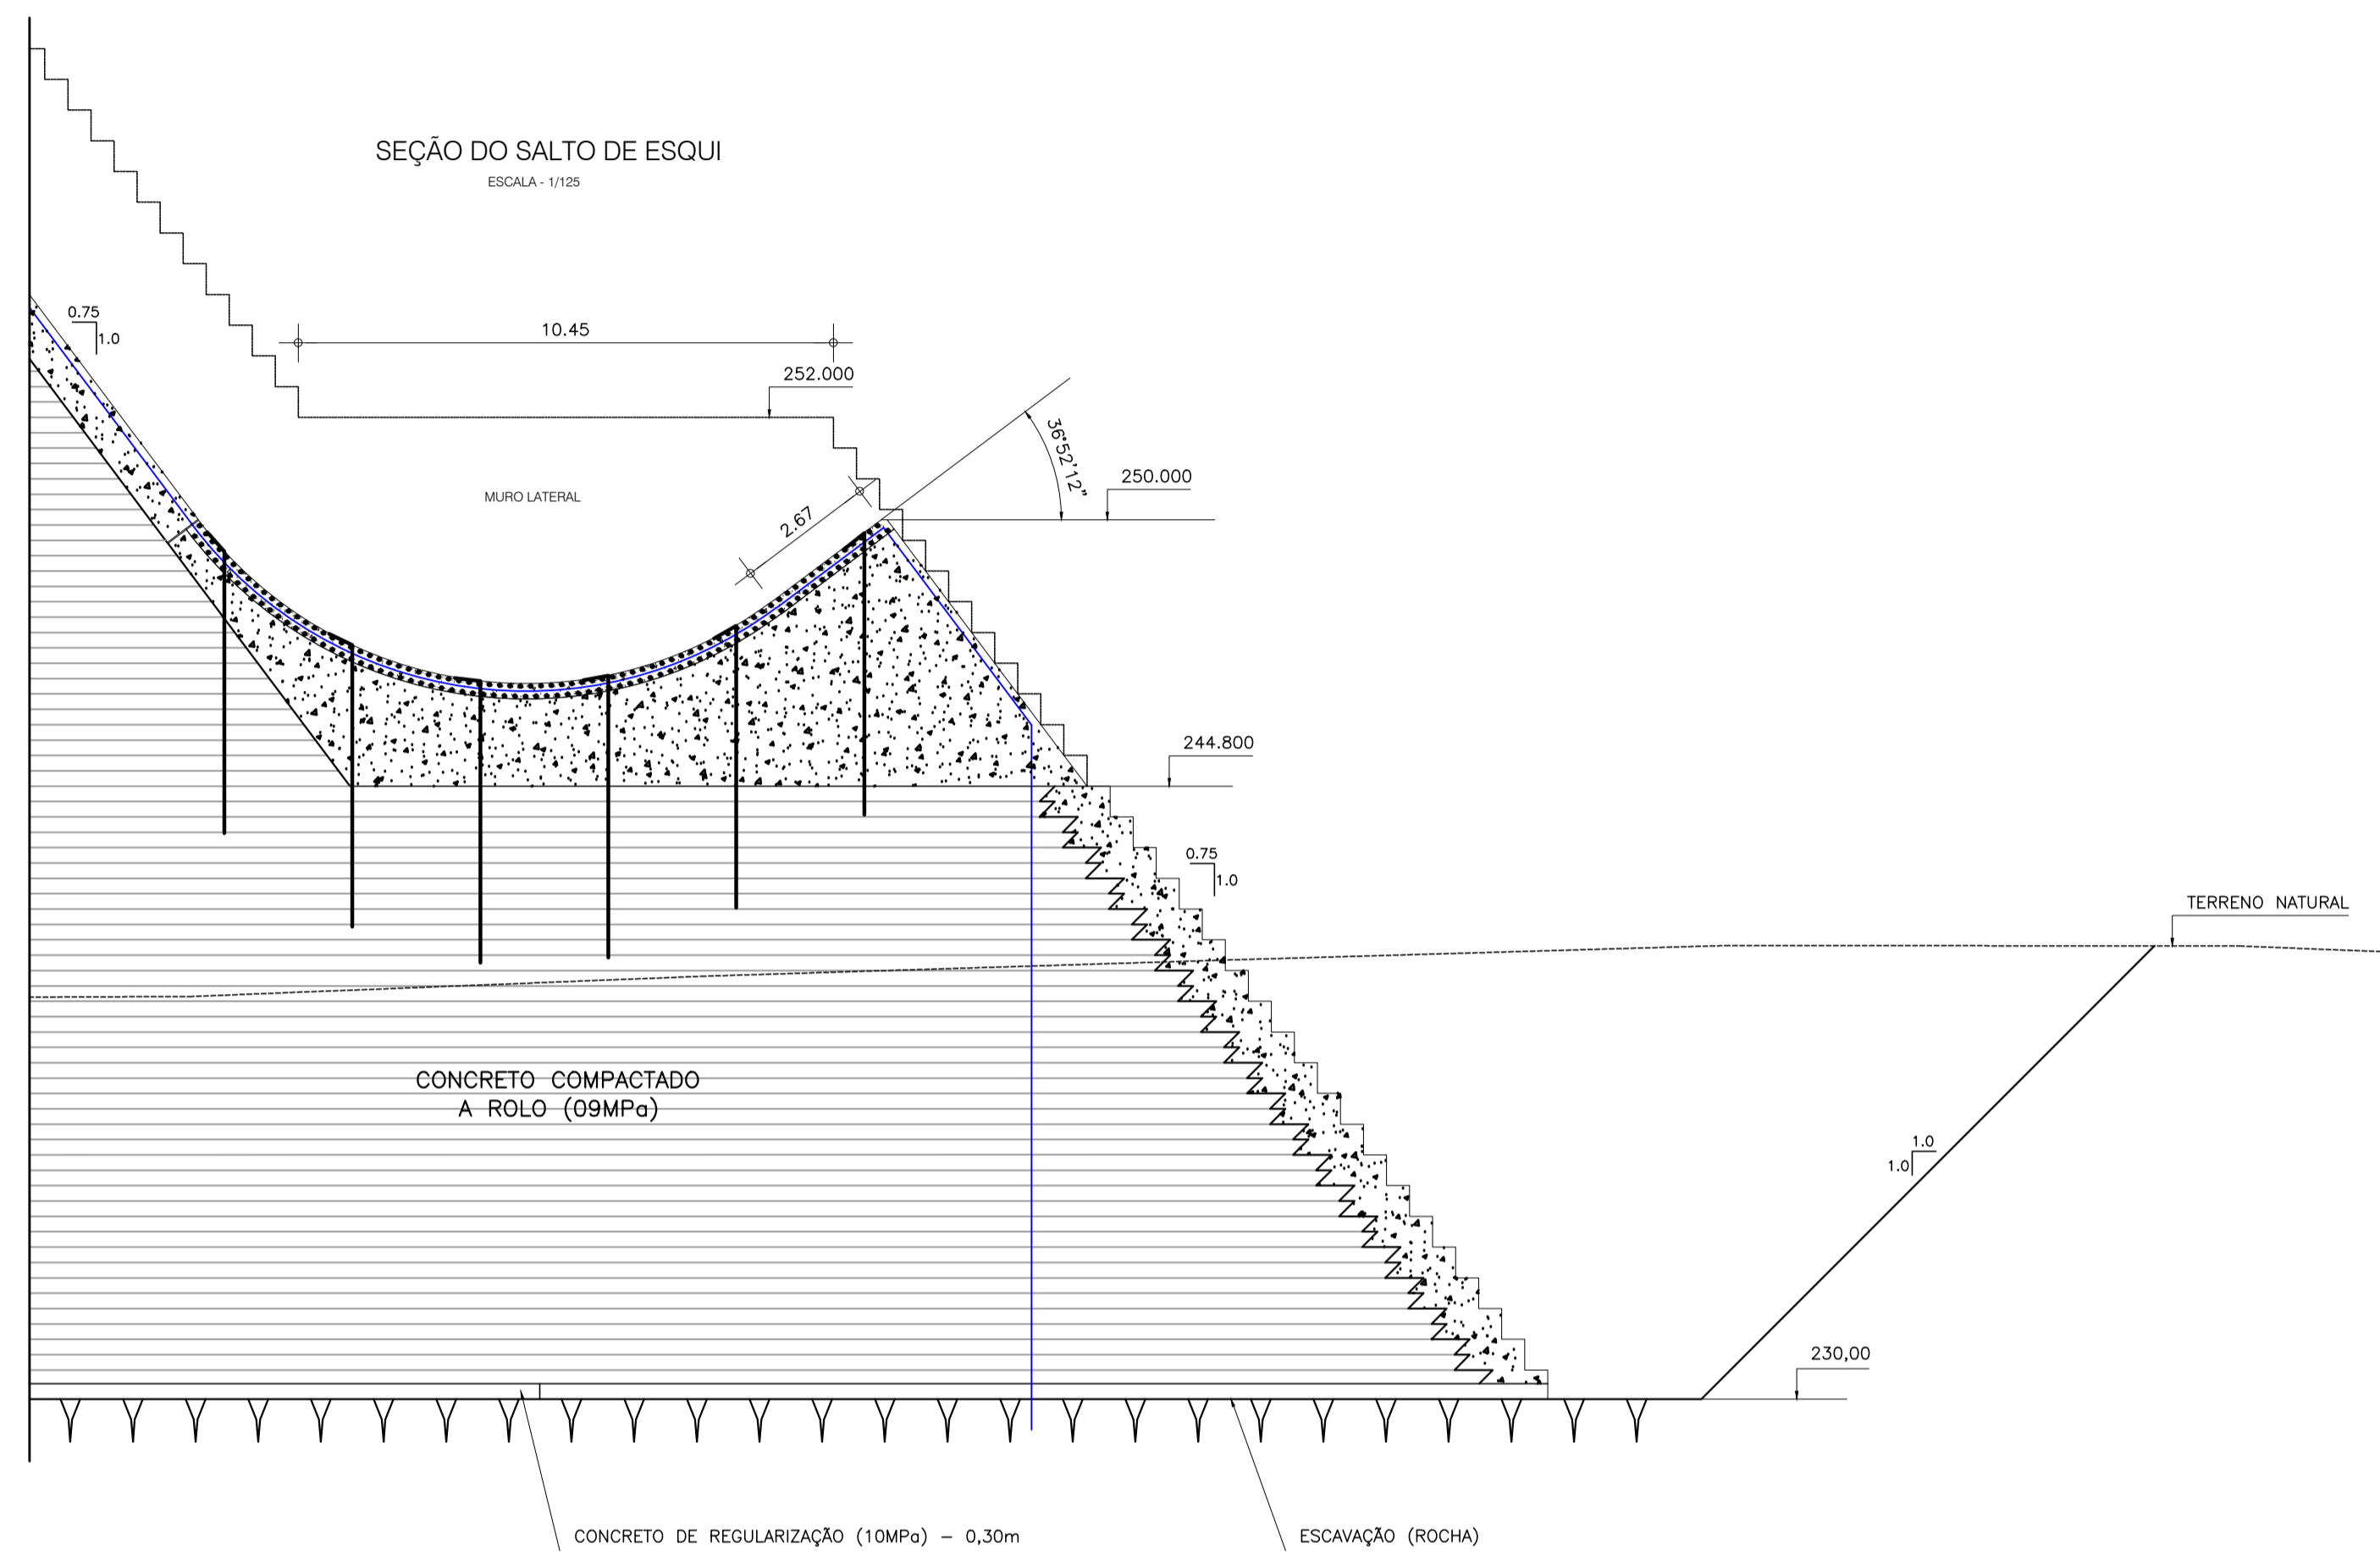 SEÇÃO DO SALTO DE ESQUI
ESCALA - 1/125
0.75
1.0
10.45
252.000
36°52'12"
250.000
MURO LATERAL
2.67
244.800
0.75
1.0
TERRENO NATURAL
CONCRETO COMPACTADO
A ROLO (09MPa)
1.0
1.0
230,00
CONCRETO DE REGULARIZAÇÃO (10MPa) - 0,30m
ESCAVAÇÃO (ROCHA)